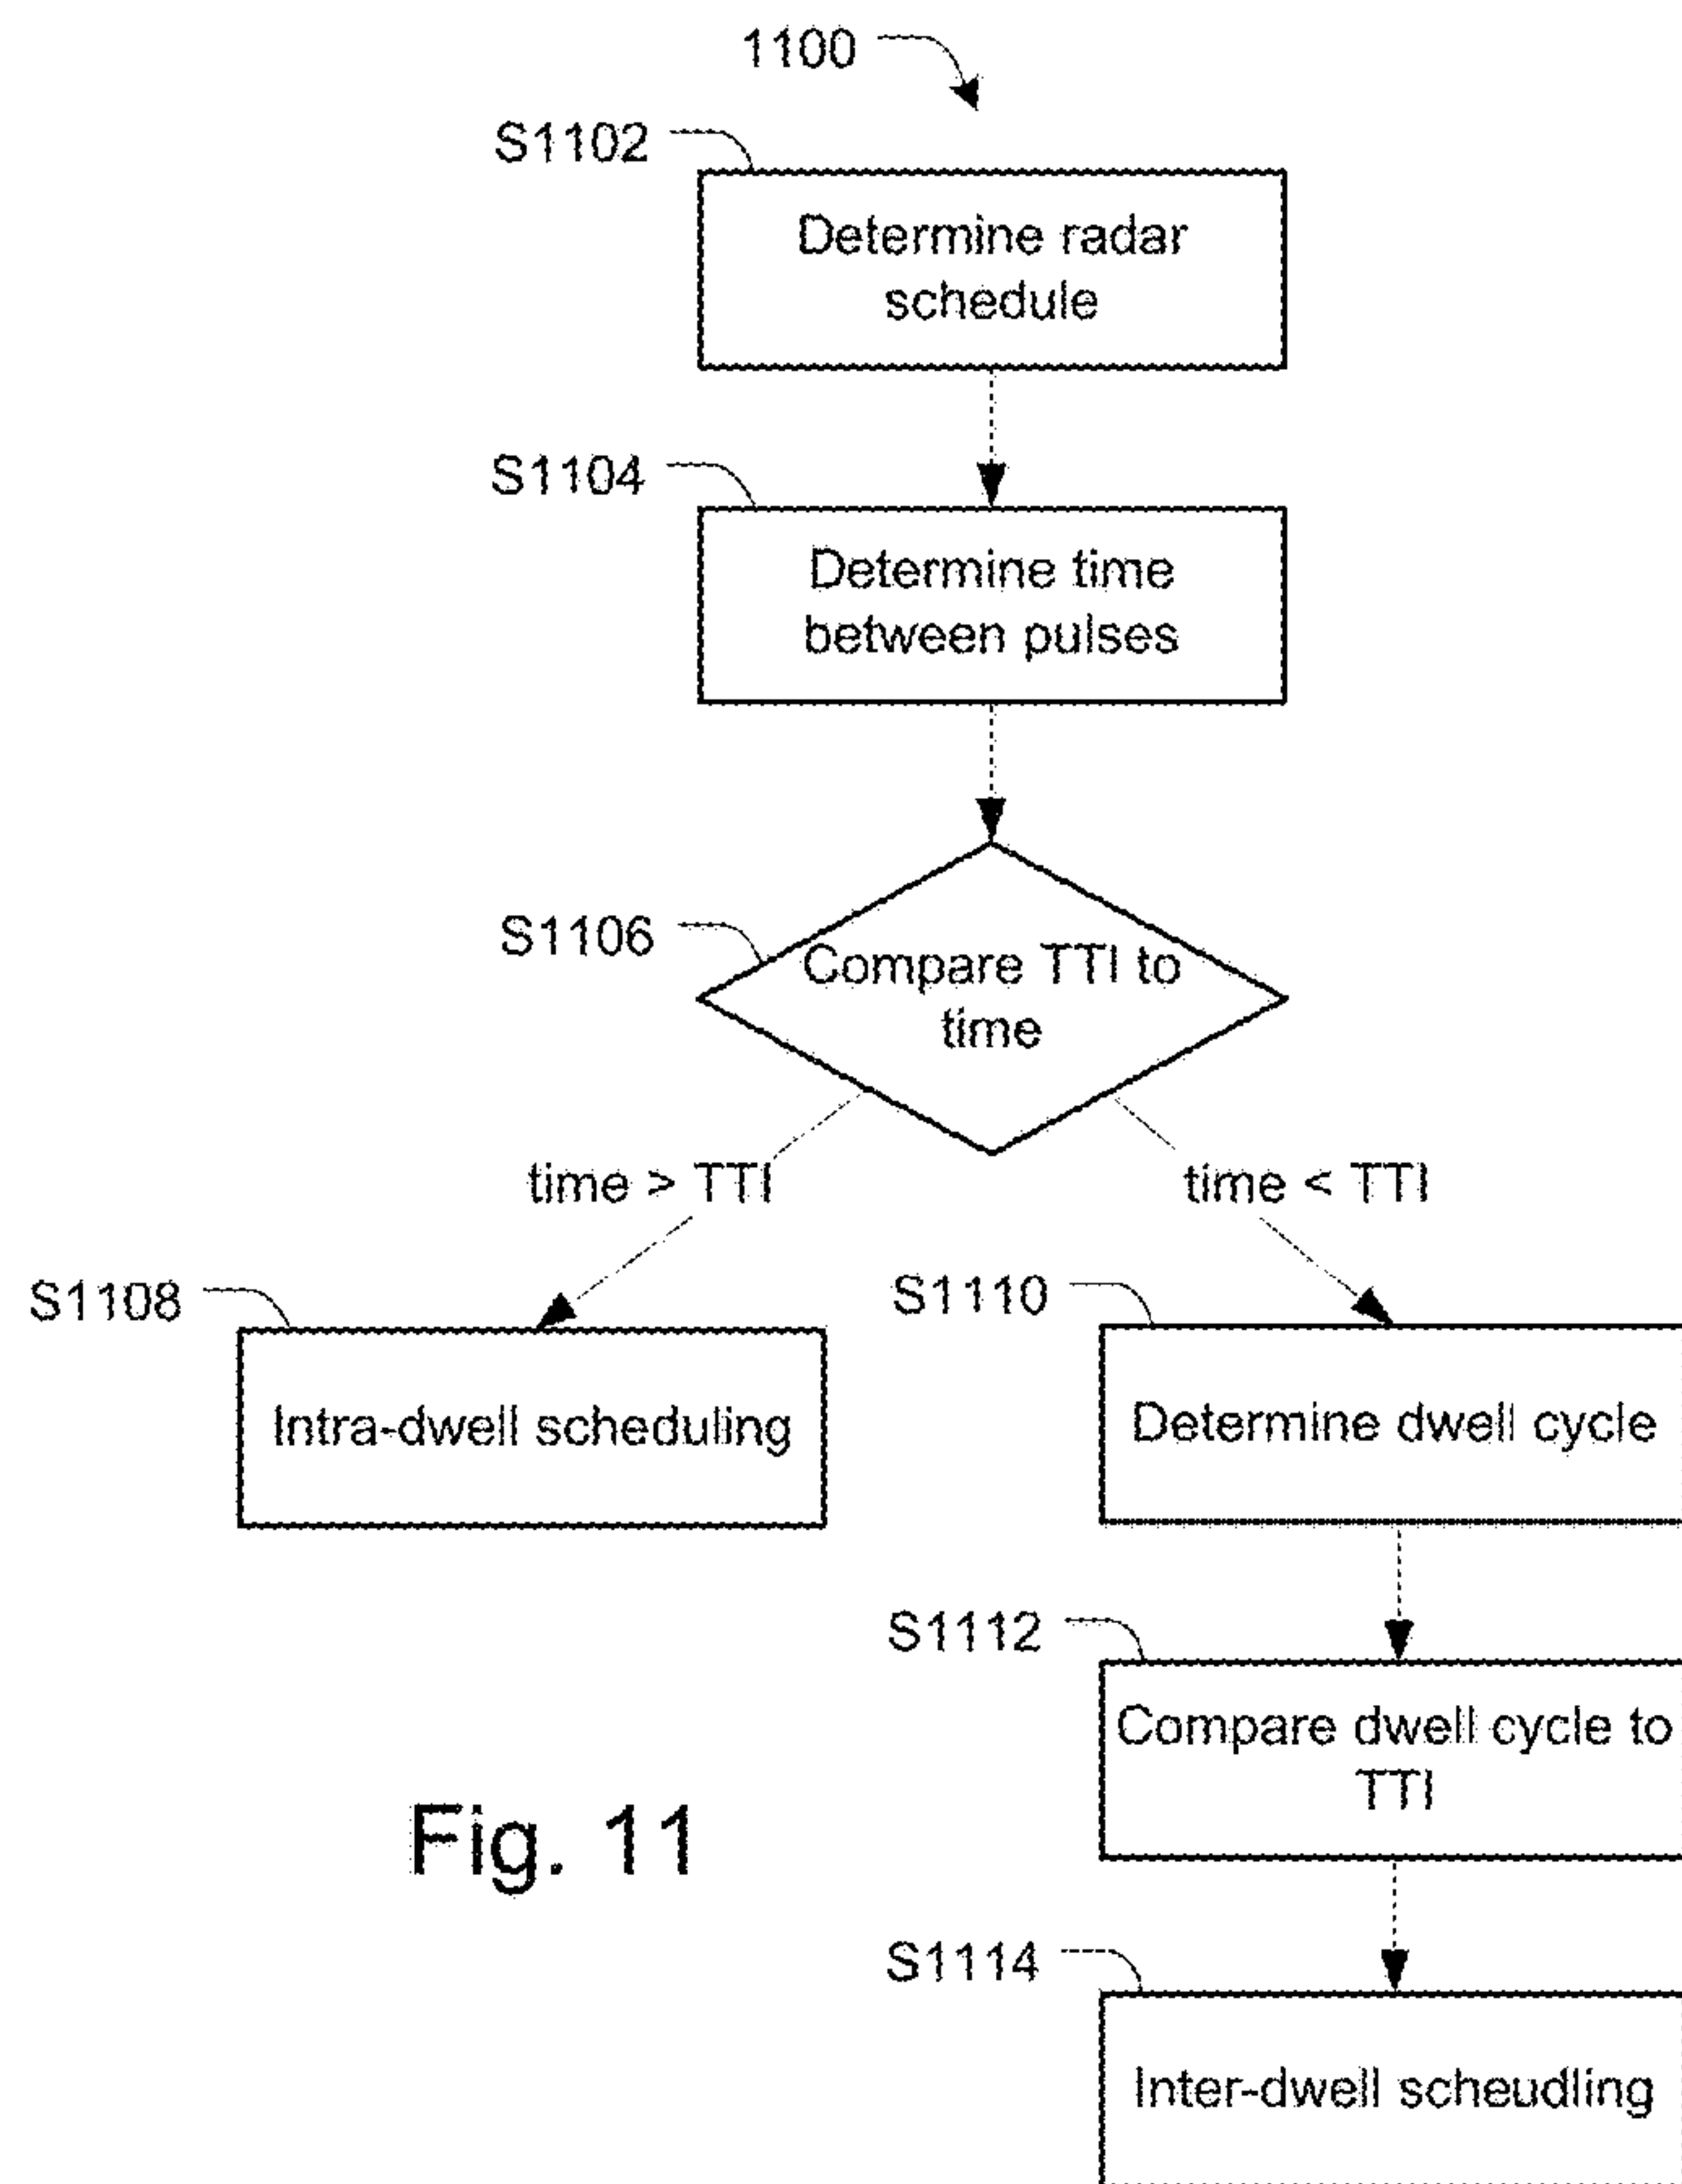 1100
S1102
Determine radar
schedule
S1104
Determine time
between pulses
S1106
Compare TTI to
time
time > TTI
time < TTI
S1108
Intra-dwell scheduling
S1110
Determine dwell cycle
S1112
Compare dwell cycle to
TTI
Fig. 11
S1114
Inter-dwell scheudling